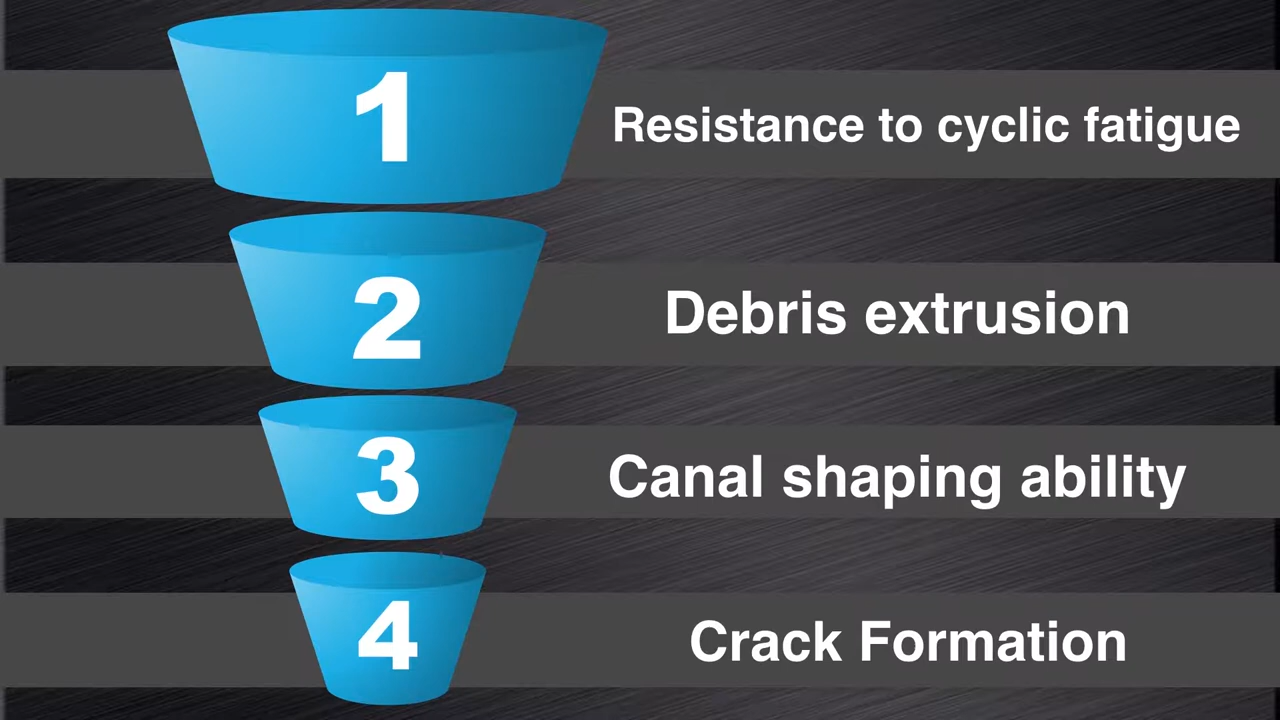 1
Resistance to cyclic fatigue
2
Debris extrusion
3
Canal shaping ability
4
Crack Formation